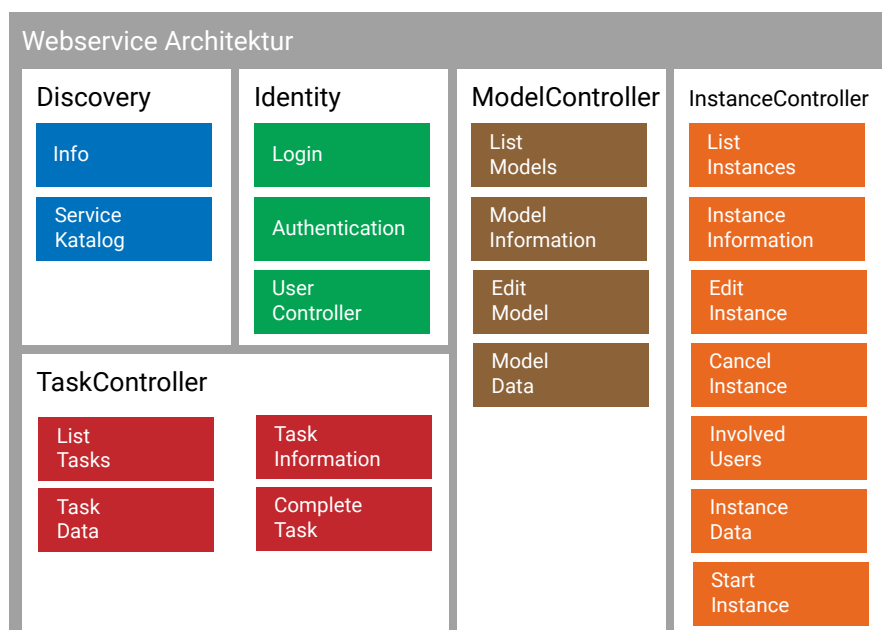 Webservice Architektur
Discovery
Info
Service
Katalog
Identity
Login
Authentication
User
Controller
ModelController
List
Models
Model
Information
Edit
Model
Model
Data
InstanceController
List
Instances
Instance
Information
Edit
Instance
Cancel
Instance
Involved
Users
Instance
Data
Start
Instance
TaskController
List
Tasks
Task
Information
Task
Data
Complete
Task